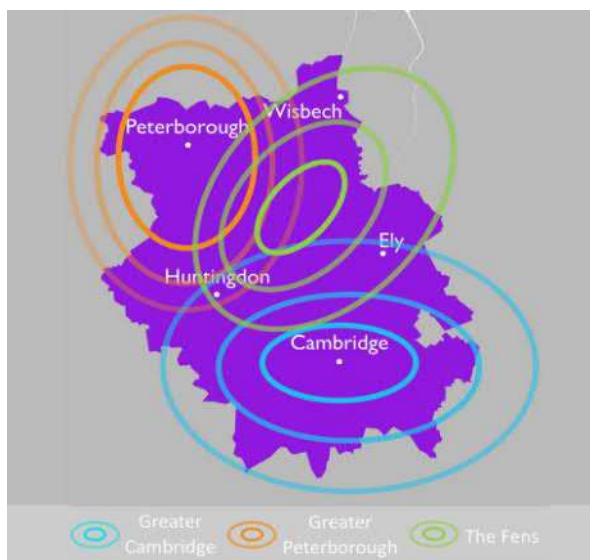 Wisbech
Peterborough
Ely
Huntingdon
Cambridge
Greater
Cambridge
Greater
Peterborough
The Fens